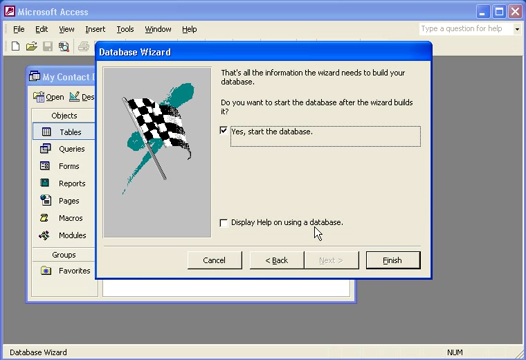 Microsoft Access
File Edit View Insert Tools Window Help
Type a question for help
Database Wizard
My Contact
Open
Objects
Tables
Queries
Forms
Reports
Pages
Macros
Modules
Groups
Favorites
That's all the information the wizard needs to build your
database.
Do you want to start the database after the wizard builds
it?
Yes, start the database.
Display Help on using a database.
Cancel
< Back
Next >
Finish
Database Wizard
NUM